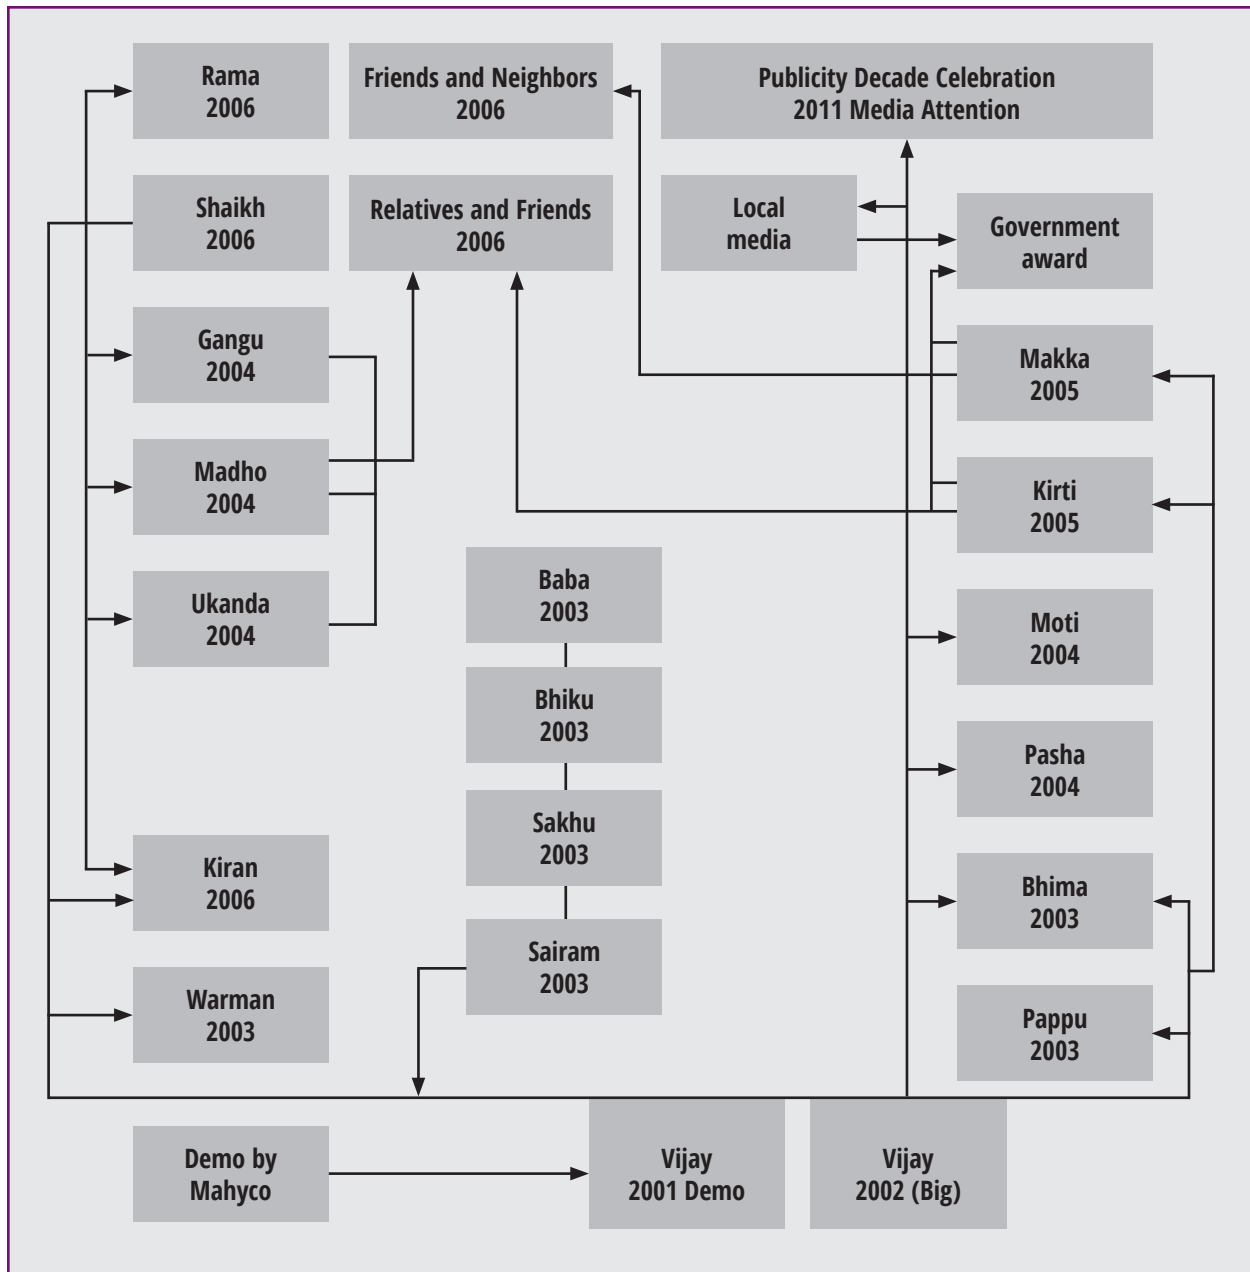 Rama
2006
Friends and Neighbors
2006
Publicity Decade Celebration
2011 Media Attention
Shaikh
2006
Relatives and Friends
2006
Local
media
Government
award
Gangu
2004
Makka
2005
Madho
2004
Kirti
2005
Baba
2003
Ukanda
2004
Moti
2004
Bhiku
2003
Pasha
2004
Sakhu
2003
Kiran
2006
Bhima
2003
Sairam
2003
Warman
2003
Pappu
2003
Demo by
Mahyco
Vijay
2001 Demo
Vijay
2002 (Big)